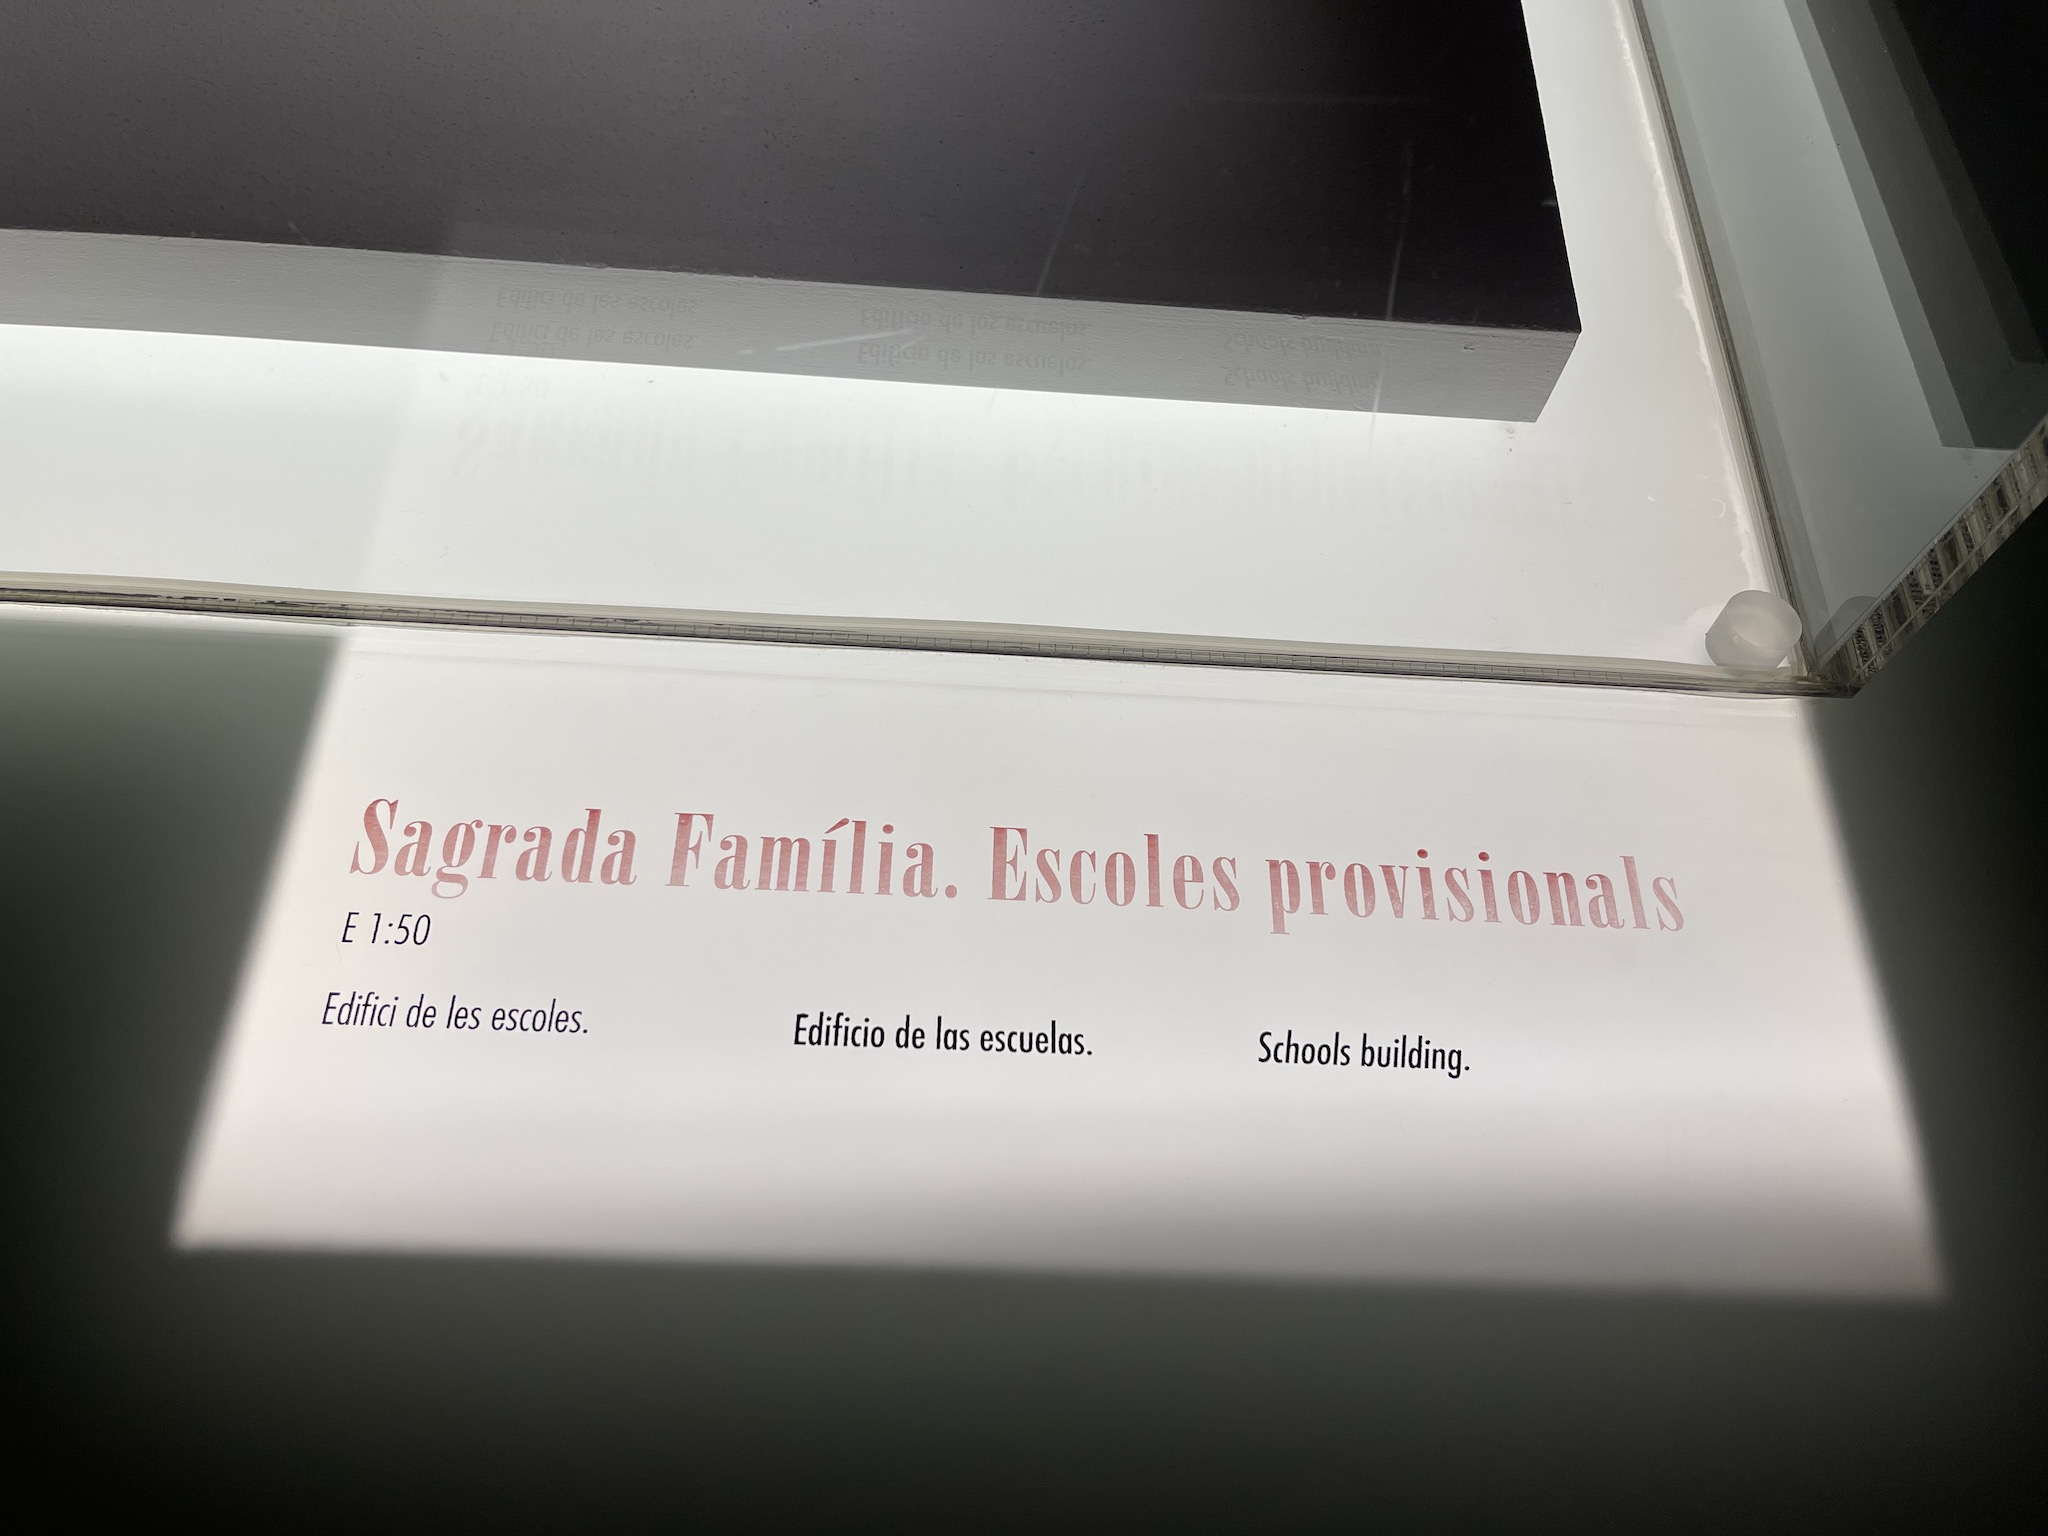 Sagrada Família. Escoles provisionals
E 1:50
Edifici de les escoles.
Edificio de las escuelas.
Schools building.